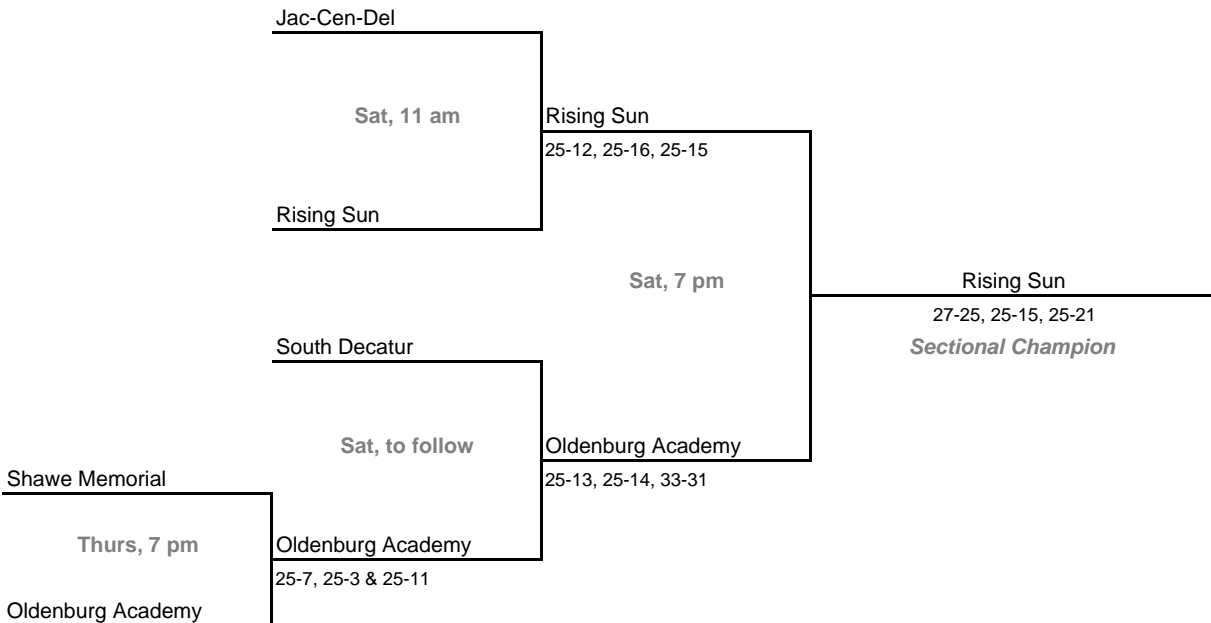 Jac-Cen-Del
Sat, 11 am
Rising Sun
25-12, 25-16, 25-15
Rising Sun
Sat, 7 pm
Rising Sun
27-25, 25-15, 25-21
South Decatur
Sectional Champion
Sat, to follow
Oldenburg Academy
Shawe Memorial
25-13, 25-14, 33-31
Thurs, 7 pm
Oldenburg Academy
25-7, 25-3 & 25-11
Oldenburg Academy